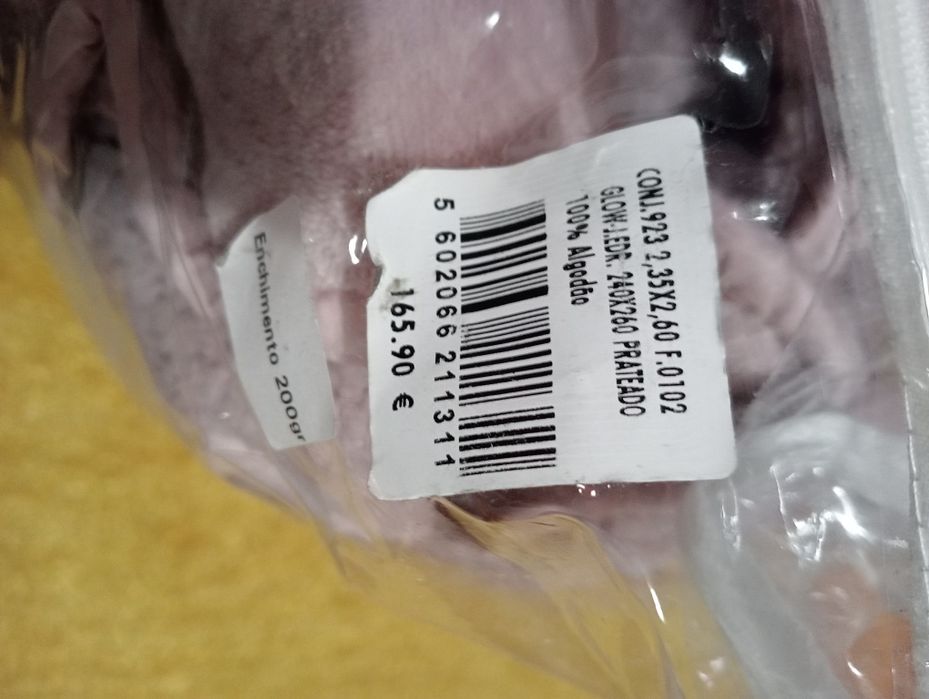 CONJ.923 2,35X2,60 F.0102
GLOW-J.EDR. 240X260 PRATEADO
100% Algodão
5 602066 211311
165.90 €
Enchimento 200gr